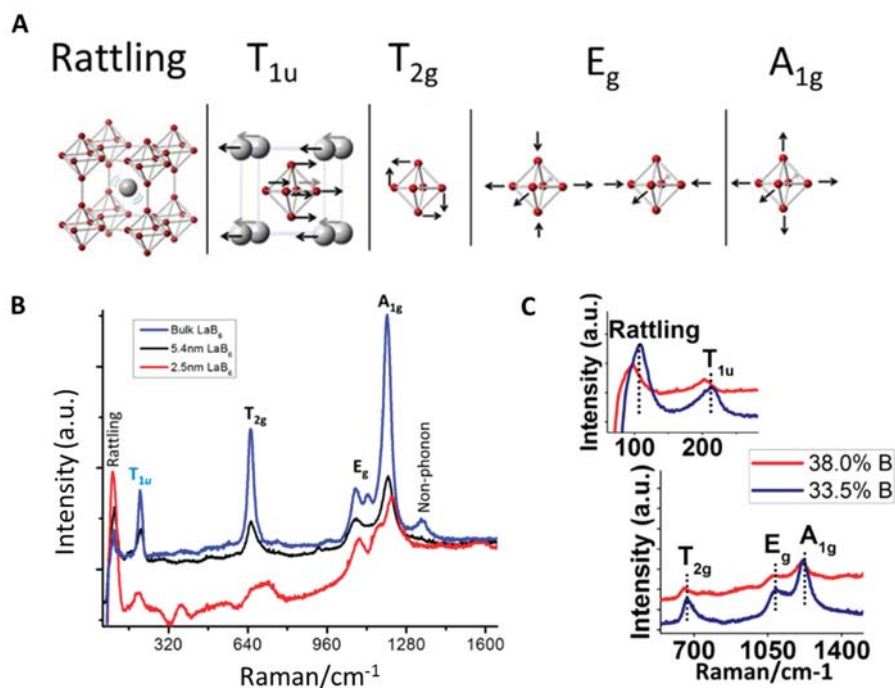 A
Rattling T1u T2g Eg A1g
B
Intensity (a.u.)
Bulk LaB6
5.4nm LaB6
2.5nm LaB6
Rattling
T1u
T2g
Eg
A1g
Non-phonon
320 640 960 1280 1600
Raman/cm-1
C
Intensity (a.u.)
Rattling
T1u
100 200
38.0% B
33.5% B
Intensity (a.u.)
T2g
Eg
A1g
700 1050 1400
Raman/cm-1